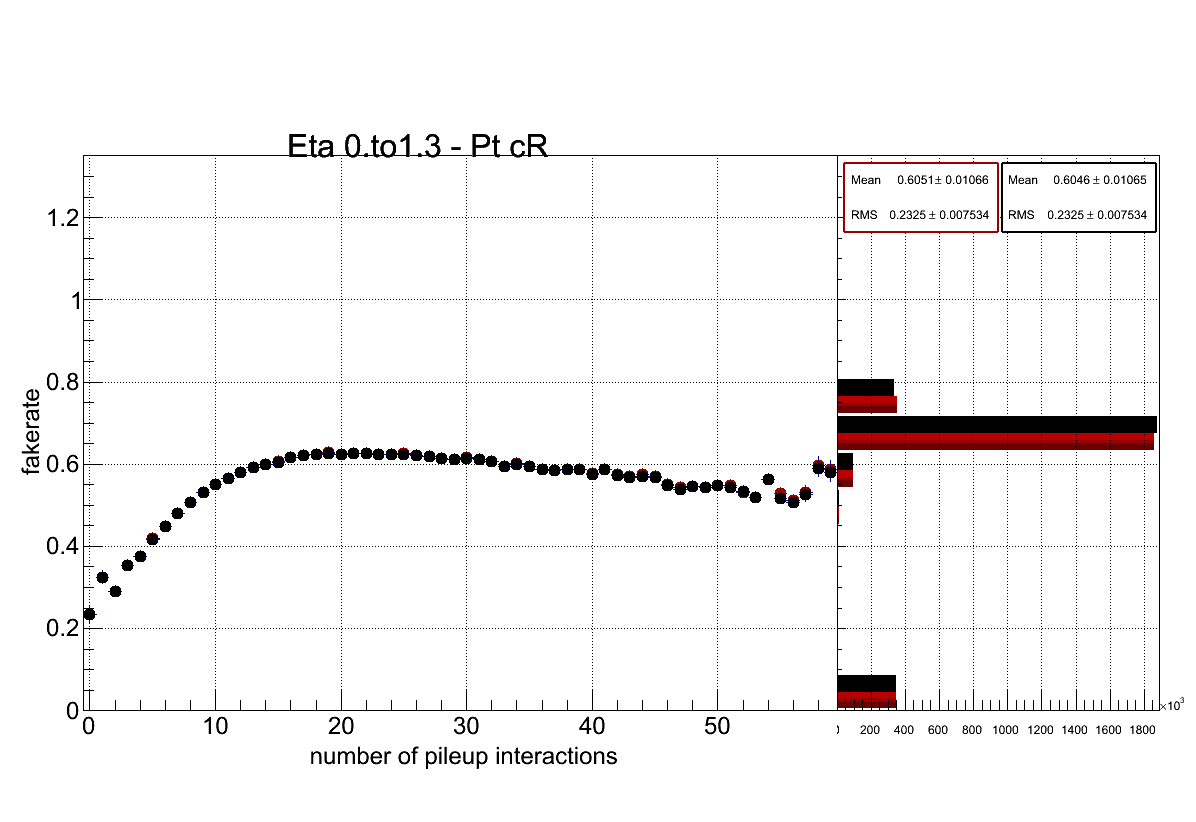 Eta 0.to1.3 - Pt cR
Mean 0.6051± 0.01066
RMS 0.2325 ± 0.007534
Mean 0.6046 ± 0.01065
RMS 0.2325 ± 0.007534
fakerate
1.2
1
0.8
0.6
0.4
0.2
0
0 10 20 30 40 50
number of pileup interactions
200 400 600 800 1000 1200 1400 1600 1800
×10³